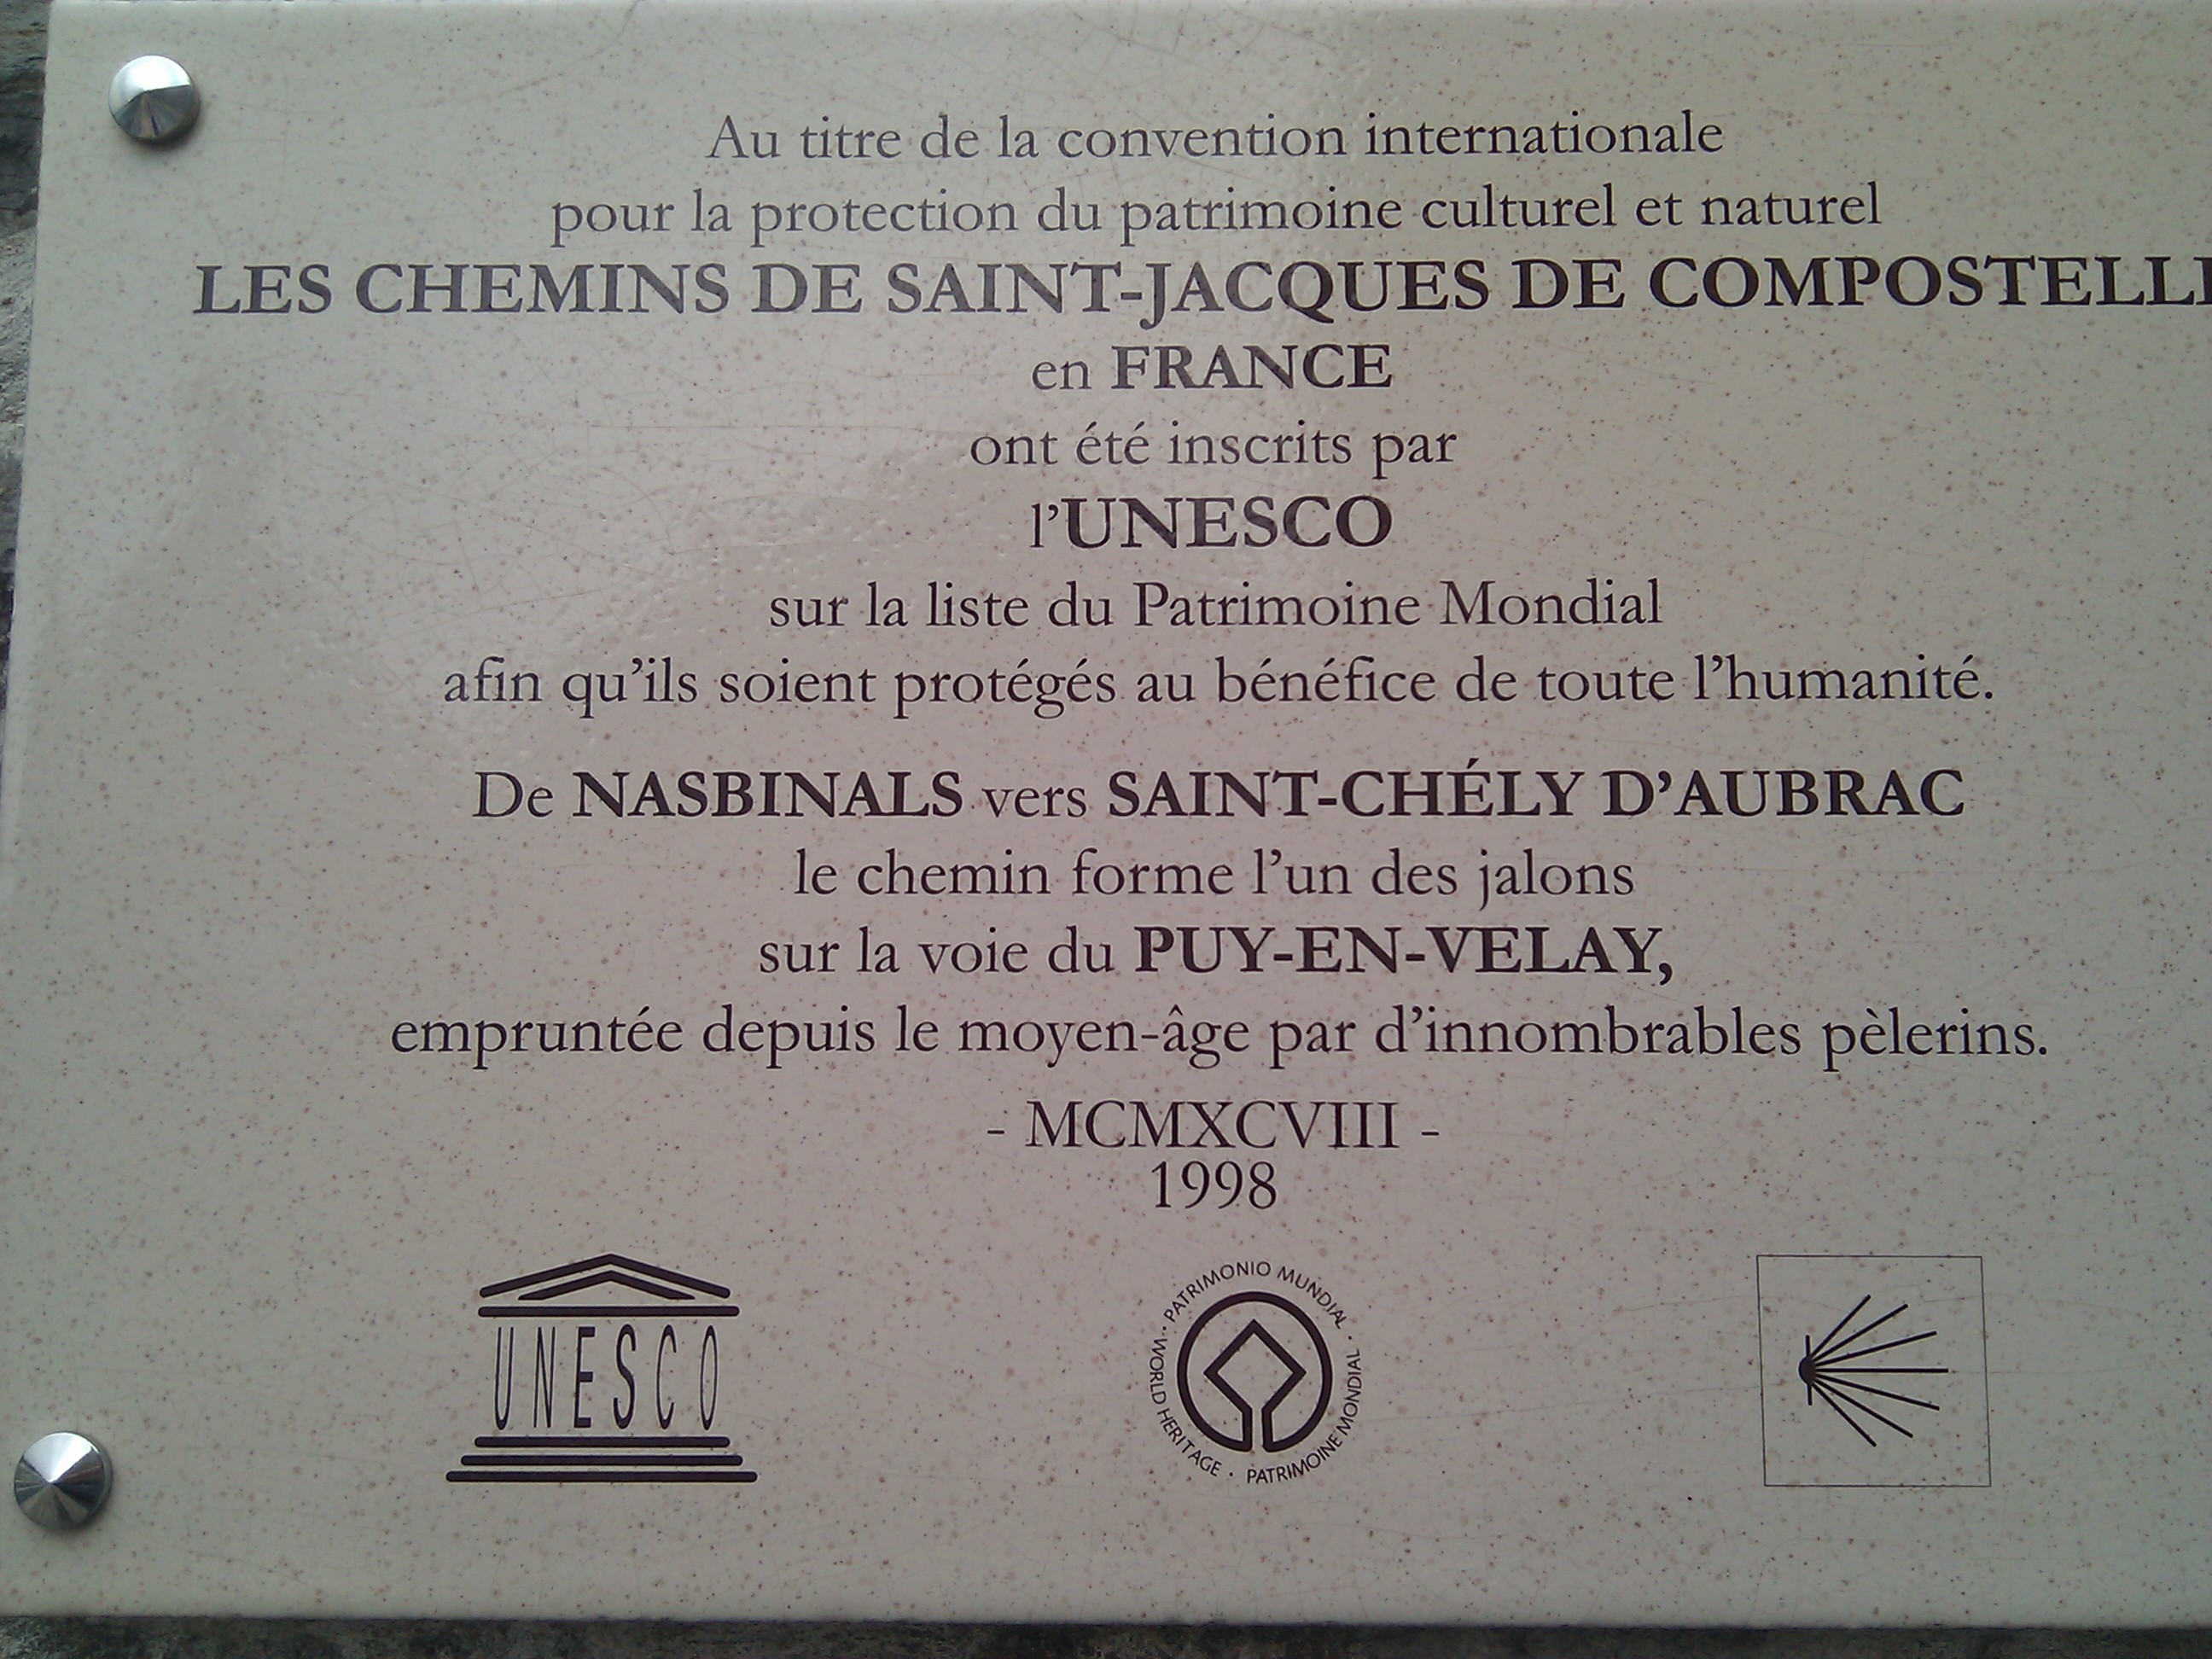 Au titre de la convention internationale
pour la protection du patrimoine culturel et naturel
LES CHEMINS DE SAINT-JACQUES DE COMPOSTELLE
en FRANCE
ont été inscrits par
l’UNESCO
sur la liste du Patrimoine Mondial
afin qu’ils soient protégés au bénéfice de toute l’humanité.
De NASBINALS vers SAINT-CHÉLY D’AUBRAC
le chemin forme l’un des jalons
sur la voie du PUY-EN-VELAY,
empruntée depuis le moyen-âge par d’innombrables pèlerins.
- MCMXCVIII -
1998
UNESCO
PATRIMONIO MUNDIAL · WORLD HERITAGE · PATRIMOINE MONDIAL ·